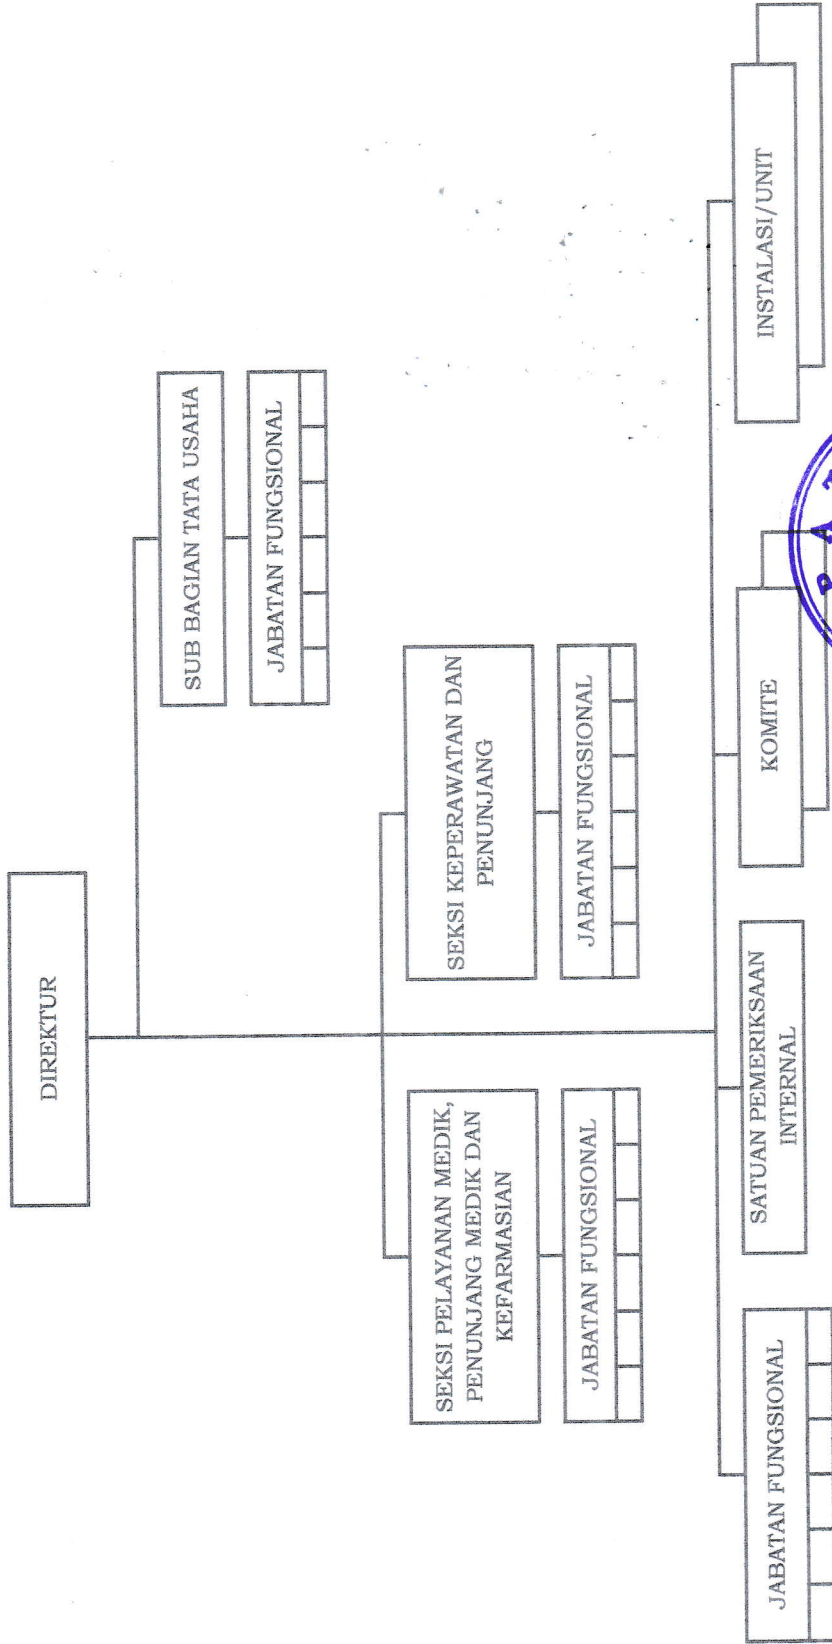 DIREKTUR
SUB BAGIAN TATA USAHA
JABATAN FUNGSIONAL
SEKSI PELAYANAN MEDIK,
PENUNJANG MEDIK DAN
KEFARMASIAN
JABATAN FUNGSIONAL
SEKSI KEPERAWATAN DAN
PENUNJANG
JABATAN FUNGSIONAL
JABATAN FUNGSIONAL
SATUAN PEMERIKSAAN
INTERNAL
KOMITE
INSTALASI/UNIT